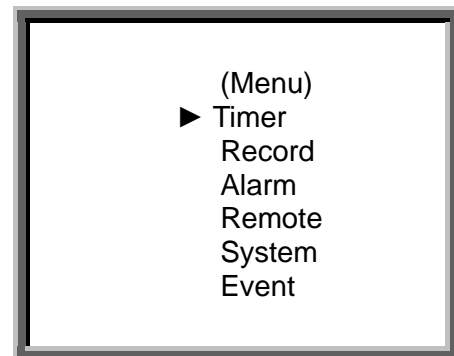 (Menu)
► Timer
Record
Alarm
Remote
System
Event